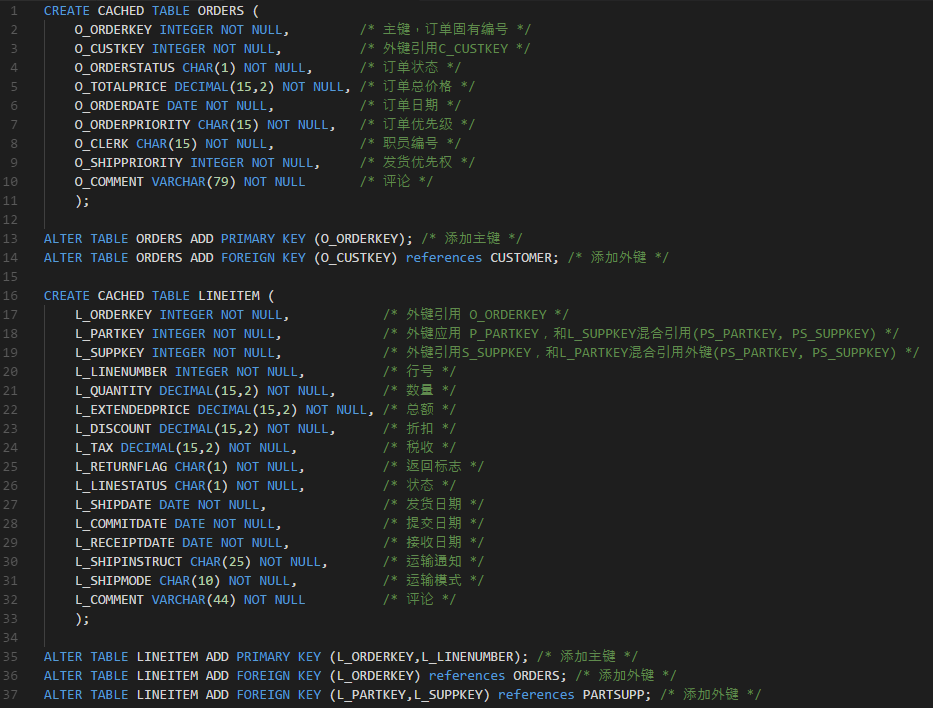 1 CREATE CACHED TABLE ORDERS (
2 O_ORDERKEY INTEGER NOT NULL, /* 主键，订单固有编号 */
3 O_CUSTKEY INTEGER NOT NULL, /* 外键引用C_CUSTKEY */
4 O_ORDERSTATUS CHAR(1) NOT NULL, /* 订单状态 */
5 O_TOTALPRICE DECIMAL(15,2) NOT NULL, /* 订单总价格 */
6 O_ORDERDATE DATE NOT NULL, /* 订单日期 */
7 O_ORDERPRIORITY CHAR(15) NOT NULL, /* 订单优先级 */
8 O_CLERK CHAR(15) NOT NULL, /* 职员编号 */
9 O_SHIPPRIORITY INTEGER NOT NULL, /* 发货优先权 */
10 O_COMMENT VARCHAR(79) NOT NULL /* 评论 */
11 );
12
13 ALTER TABLE ORDERS ADD PRIMARY KEY (O_ORDERKEY); /* 添加主键 */
14 ALTER TABLE ORDERS ADD FOREIGN KEY (O_CUSTKEY) references CUSTOMER; /* 添加外键 */
15
16 CREATE CACHED TABLE LINEITEM (
17 L_ORDERKEY INTEGER NOT NULL, /* 外键引用 O_ORDERKEY */
18 L_PARTKEY INTEGER NOT NULL, /* 外键应用 P_PARTKEY，和L_SUPPKEY混合引用(PS_PARTKEY, PS_SUPPKEY) */
19 L_SUPPKEY INTEGER NOT NULL, /* 外键引用S_SUPPKEY，和L_PARTKEY混合引用外键(PS_PARTKEY, PS_SUPPKEY) */
20 L_LINENUMBER INTEGER NOT NULL, /* 行号 */
21 L_QUANTITY DECIMAL(15,2) NOT NULL, /* 数量 */
22 L_EXTENDEDPRICE DECIMAL(15,2) NOT NULL, /* 总额 */
23 L_DISCOUNT DECIMAL(15,2) NOT NULL, /* 折扣 */
24 L_TAX DECIMAL(15,2) NOT NULL, /* 税收 */
25 L_RETURNFLAG CHAR(1) NOT NULL, /* 返回标志 */
26 L_LINESTATUS CHAR(1) NOT NULL, /* 状态 */
27 L_SHIPDATE DATE NOT NULL, /* 发货日期 */
28 L_COMMITDATE DATE NOT NULL, /* 提交日期 */
29 L_RECEIPTDATE DATE NOT NULL, /* 接收日期 */
30 L_SHIPINSTRUCT CHAR(25) NOT NULL, /* 运输通知 */
31 L_SHIPMODE CHAR(10) NOT NULL, /* 运输模式 */
32 L_COMMENT VARCHAR(44) NOT NULL /* 评论 */
33 );
34
35 ALTER TABLE LINEITEM ADD PRIMARY KEY (L_ORDERKEY,L_LINENUMBER); /* 添加主键 */
36 ALTER TABLE LINEITEM ADD FOREIGN KEY (L_ORDERKEY) references ORDERS; /* 添加外键 */
37 ALTER TABLE LINEITEM ADD FOREIGN KEY (L_PARTKEY,L_SUPPKEY) references PARTSUPP; /* 添加外键 */